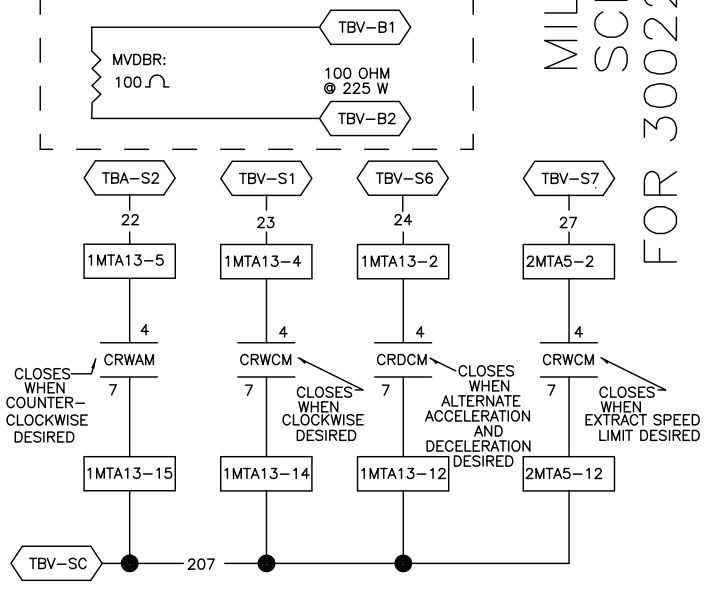 TBV-B1
MVDBR:
100Ω
100 OHM
@ 225 W
TBV-B2
MIL
SCH
FOR 30022
TBA-S2
TBV-S1
TBV-S6
TBV-S7
22
23
24
27
1MTA13-5
1MTA13-4
1MTA13-2
2MTA5-2
4
4
4
4
CRWAM
CRWCM
CRDCM
CRWCM
7
7
7
7
CLOSES
WHEN
COUNTER-
CLOCKWISE
DESIRED
CLOSES
WHEN
CLOCKWISE
DESIRED
CLOSES
WHEN
ALTERNATE
ACCELERATION
AND
DECELERATION
DESIRED
CLOSES
WHEN
EXTRACT SPEED
LIMIT DESIRED
1MTA13-15
1MTA13-14
1MTA13-12
2MTA5-12
TBV-SC
207